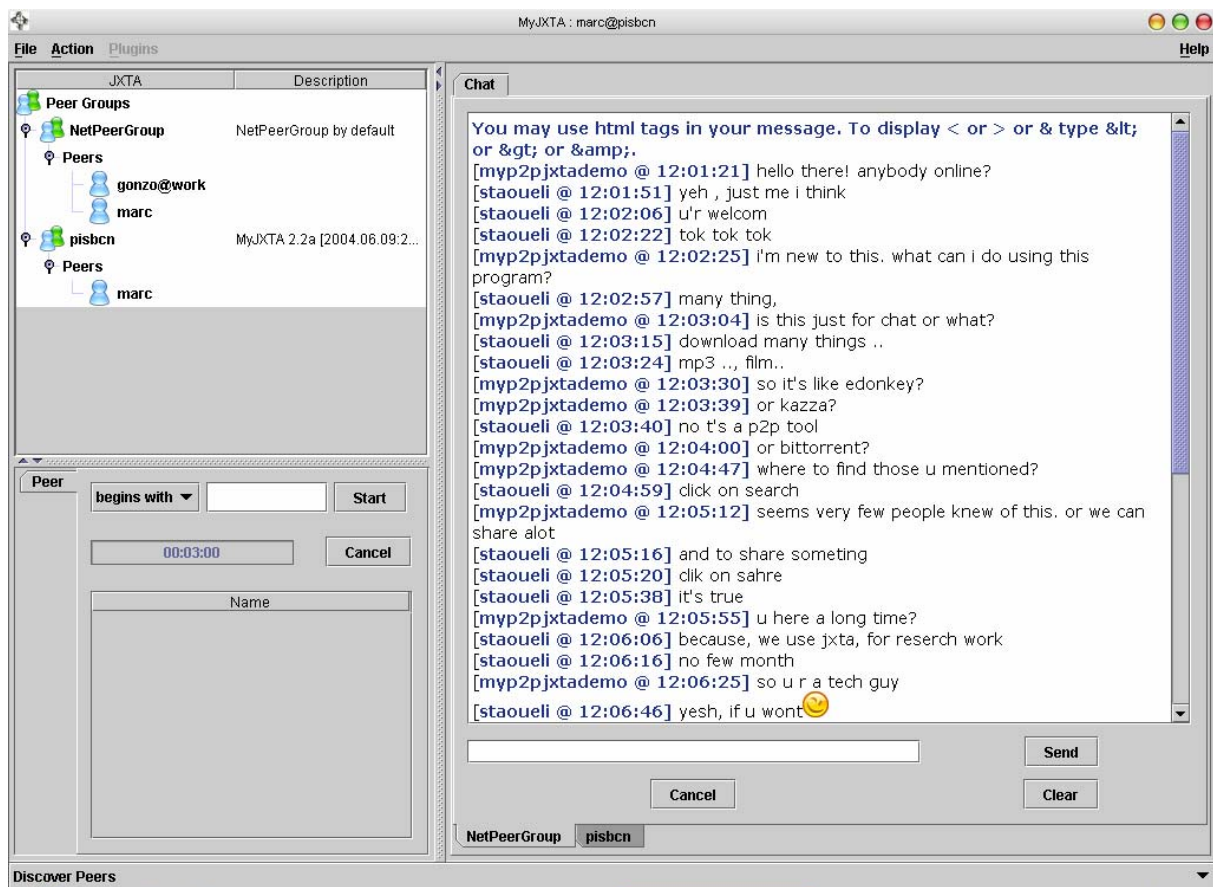 MyJXTA : marc@pisbcn
File Action Plugins Help
JXTA Description
Peer Groups
NetPeerGroup NetPeerGroup by default
Peers
gonzo@work
marc
pisbcn MyJXTA 2.2a [2004.06.09:2...
Peers
marc
Peer
begins with Start
00:03:00 Cancel
Name
Chat
You may use html tags in your message. To display < or > or & type &lt;
or &gt; or &amp;.
[myp2pjxtademo @ 12:01:21] hello there! anybody online?
[staoueli @ 12:01:51] yeh , just me i think
[staoueli @ 12:02:06] u'r welcom
[staoueli @ 12:02:22] tok tok tok
[myp2pjxtademo @ 12:02:25] i'm new to this. what can i do using this
program?
[staoueli @ 12:02:57] many thing,
[myp2pjxtademo @ 12:03:04] is this just for chat or what?
[staoueli @ 12:03:15] download many things ..
[staoueli @ 12:03:24] mp3 .., film..
[myp2pjxtademo @ 12:03:30] so it's like edonkey?
[myp2pjxtademo @ 12:03:39] or kazza?
[staoueli @ 12:03:40] no t's a p2p tool
[myp2pjxtademo @ 12:04:00] or bittorrent?
[myp2pjxtademo @ 12:04:47] where to find those u mentioned?
[staoueli @ 12:04:59] click on search
[myp2pjxtademo @ 12:05:12] seems very few people knew of this. or we can
share alot
[staoueli @ 12:05:16] and to share someting
[staoueli @ 12:05:20] clik on sahre
[staoueli @ 12:05:38] it's true
[myp2pjxtademo @ 12:05:55] u here a long time?
[staoueli @ 12:06:06] because, we use jxta, for reserch work
[staoueli @ 12:06:16] no few month
[myp2pjxtademo @ 12:06:25] so u r a tech guy
[staoueli @ 12:06:46] yesh, if u wont
Send
Cancel Clear
NetPeerGroup pisbcn
Discover Peers